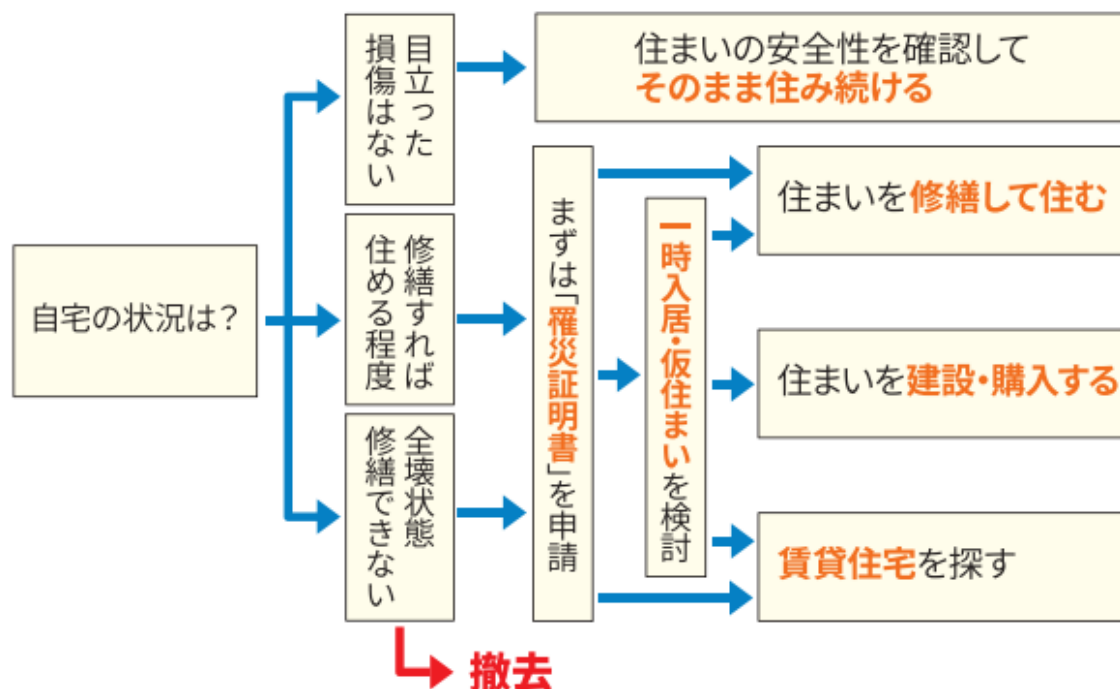 自宅の状況は？
目立った
損傷はない
修繕すれば
住める程度
全壊状態
修繕できない
撤去
住まいの安全性を確認して
そのまま住み続ける
まずは「罹災証明書」を申請
一時入居・仮住まいを検討
住まいを修繕して住む
住まいを建設・購入する
賃貸住宅を探す